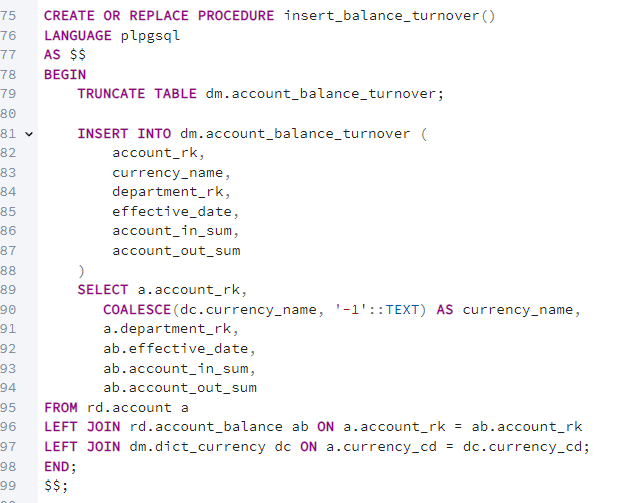 75 CREATE OR REPLACE PROCEDURE insert_balance_turnover()
76 LANGUAGE plpgsql
77 AS $$
78 BEGIN
79     TRUNCATE TABLE dm.account_balance_turnover;
80
81     INSERT INTO dm.account_balance_turnover (
82         account_rk,
83         currency_name,
84         department_rk,
85         effective_date,
86         account_in_sum,
87         account_out_sum
88     )
89     SELECT a.account_rk,
90        COALESCE(dc.currency_name, '-1'::TEXT) AS currency_name,
91        a.department_rk,
92        ab.effective_date,
93        ab.account_in_sum,
94        ab.account_out_sum
95 FROM rd.account a
96 LEFT JOIN rd.account_balance ab ON a.account_rk = ab.account_rk
97 LEFT JOIN dm.dict_currency dc ON a.currency_cd = dc.currency_cd;
98 END;
99 $$;